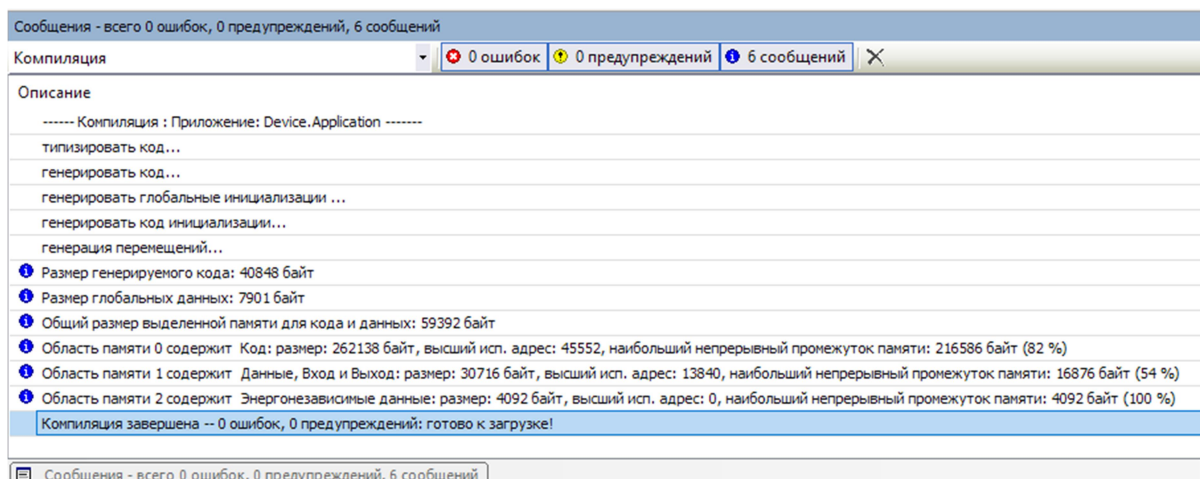 Сообщения - всего 0 ошибок, 0 предупреждений, 6 сообщений
Компиляция 0 ошибок 0 предупреждений 6 сообщений
Описание
------ Компиляция : Приложение: Device.Application -------
типизировать код...
генерировать код...
генерировать глобальные инициализации ...
генерировать код инициализации...
генерация перемещений...
Размер генерируемого кода: 40848 байт
Размер глобальных данных: 7901 байт
Общий размер выделенной памяти для кода и данных: 59392 байт
Область памяти 0 содержит Код: размер: 262138 байт, высший исп. адрес: 45552, наибольший непрерывный промежуток памяти: 216586 байт (82 %)
Область памяти 1 содержит Данные, Вход и Выход: размер: 30716 байт, высший исп. адрес: 13840, наибольший непрерывный промежуток памяти: 16876 байт (54 %)
Область памяти 2 содержит Энергонезависимые данные: размер: 4092 байт, высший исп. адрес: 0, наибольший непрерывный промежуток памяти: 4092 байт (100 %)
Компиляция завершена -- 0 ошибок, 0 предупреждений: готово к загрузке!
Сообщения - всего 0 ошибок, 0 предупреждений, 6 сообщений